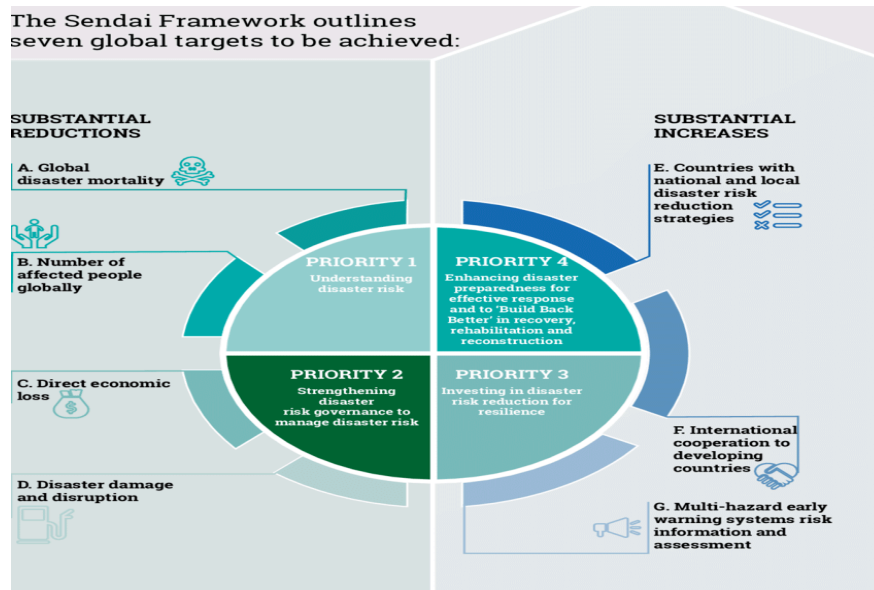 The Sendai Framework outlines
seven global targets to be achieved:
SUBSTANTIAL
REDUCTIONS
A. Global
disaster mortality
B. Number of
affected people
globally
C. Direct economic
loss
D. Disaster damage
and disruption
PRIORITY 1
Understanding
disaster risk
PRIORITY 4
Enhancing disaster
preparedness for
effective response
and to ‘Build Back
Better’ in recovery,
rehabilitation and
reconstruction
PRIORITY 2
Strengthening
disaster
risk governance to
manage disaster risk
PRIORITY 3
Investing in disaster
risk reduction for
resilience
SUBSTANTIAL
INCREASES
E. Countries with
national and local
disaster risk
reduction
strategies
F. International
cooperation to
developing
countries
G. Multi-hazard early
warning systems risk
information and
assessment